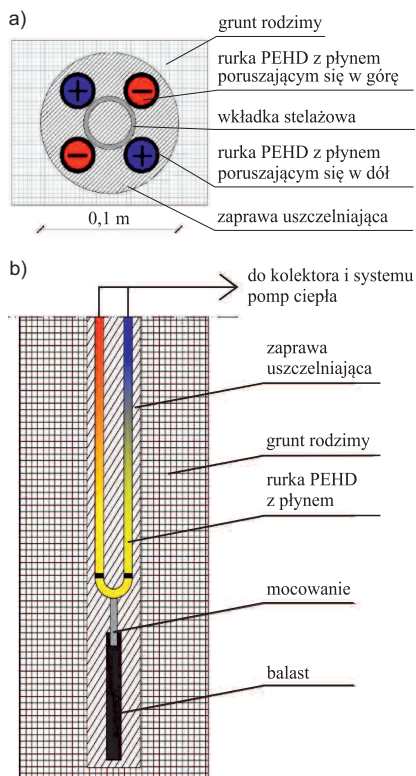 a)
grunt rodzimy
rurka PEHD z płynem
poruszającym się w górę
wkładka stelażowa
rurka PEHD z płynem
poruszającym się w dół
0,1 m
zaprawa uszczelniająca
b)
do kolektora i systemu
pomp ciepła
zaprawa
uszczelniająca
grunt rodzimy
rurka PEHD
z płynem
mocowanie
balast